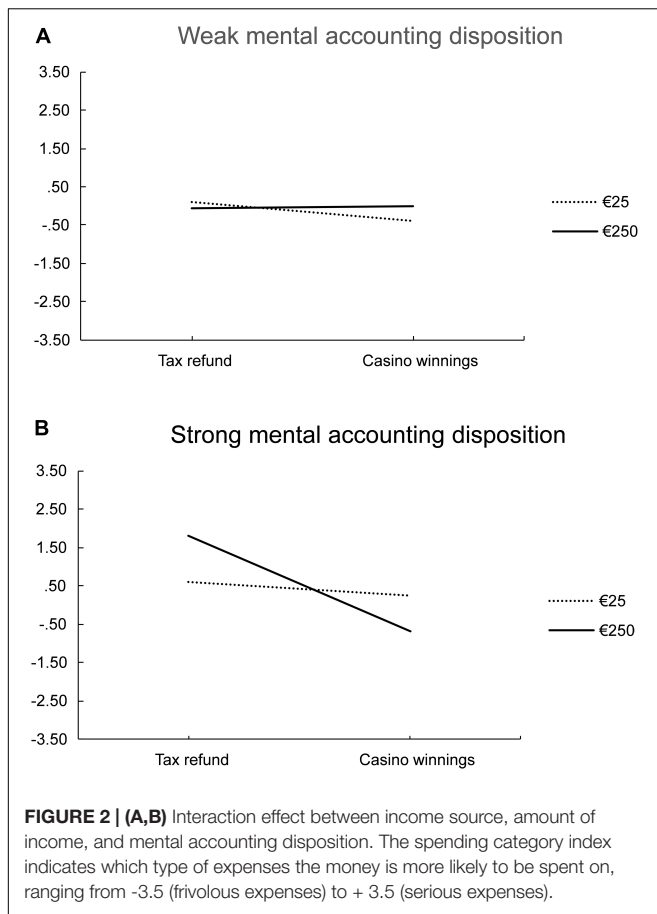 A
Weak mental accounting disposition
3.50
2.50
1.50
.50
-.50
-1.50
-2.50
-3.50
Tax refund
Casino winnings
€25
€250
B
Strong mental accounting disposition
3.50
2.50
1.50
.50
-.50
-1.50
-2.50
-3.50
Tax refund
Casino winnings
€25
€250
FIGURE 2 | (A,B) Interaction effect between income source, amount of
income, and mental accounting disposition. The spending category index
indicates which type of expenses the money is more likely to be spent on,
ranging from -3.5 (frivolous expenses) to + 3.5 (serious expenses).